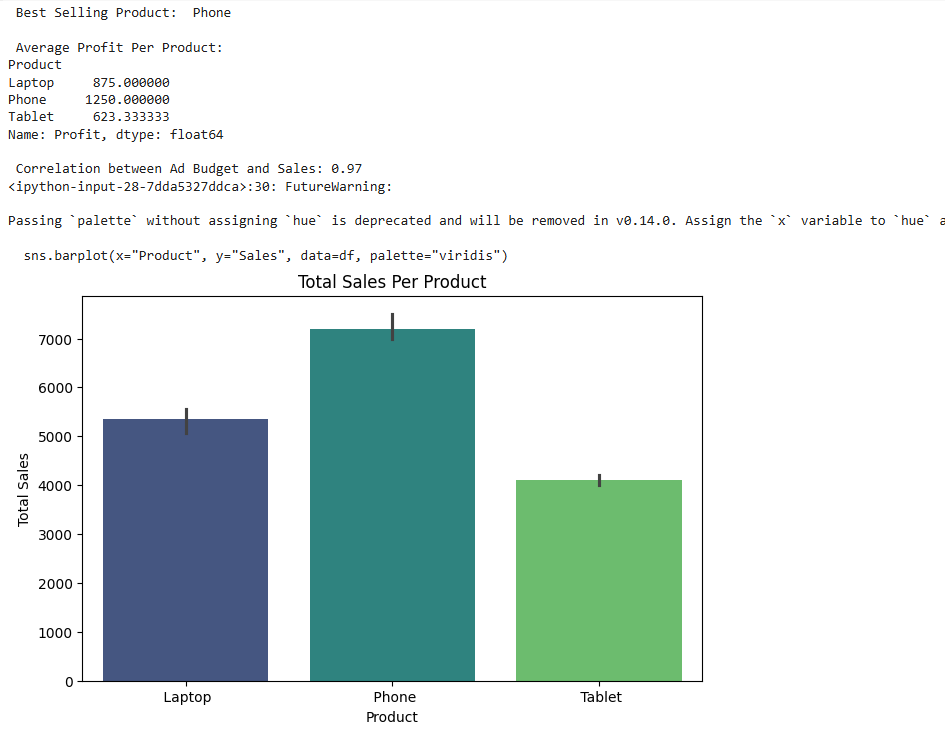 Best Selling Product:  Phone
Average Profit Per Product:
Product
Laptop     875.000000
Phone     1250.000000
Tablet     623.333333
Name: Profit, dtype: float64
Correlation between Ad Budget and Sales: 0.97
<ipython-input-28-7dda5327ddca>:30: FutureWarning:
Passing `palette` without assigning `hue` is deprecated and will be removed in v0.14.0. Assign the `x` variable to `hue` a
sns.barplot(x="Product", y="Sales", data=df, palette="viridis")
Total Sales Per Product
Total Sales
7000
6000
5000
4000
3000
2000
1000
0
Laptop Phone Tablet
Product